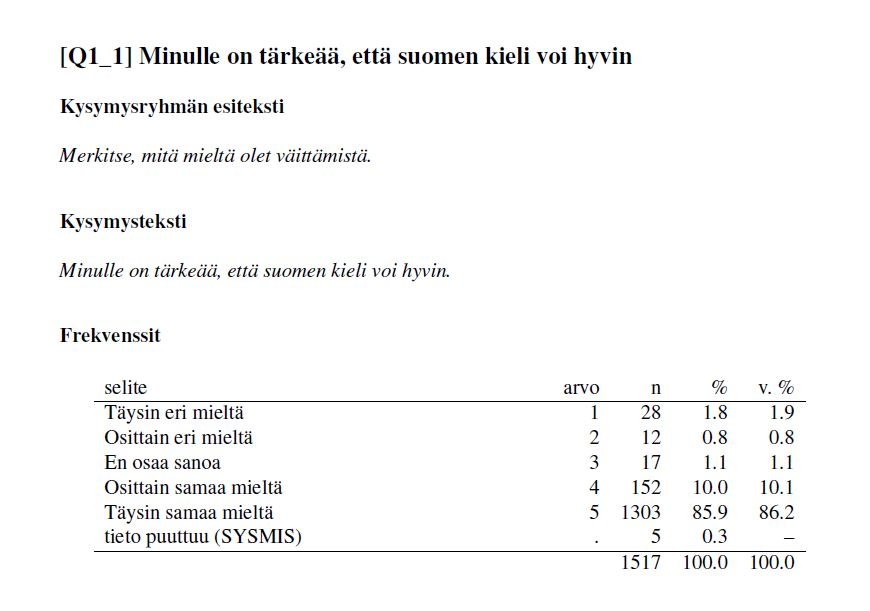 [Q1_1] Minulle on tärkeää, että suomen kieli voi hyvin
Kysymysryhmän esiteksti
Merkitse, mitä mieltä olet väittämistä.
Kysymysteksti
Minulle on tärkeää, että suomen kieli voi hyvin.
Frekvenssit
selite arvo n % v. %
Täysin eri mieltä 1 28 1.8 1.9
Osittain eri mieltä 2 12 0.8 0.8
En osaa sanoa 3 17 1.1 1.1
Osittain samaa mieltä 4 152 10.0 10.1
Täysin samaa mieltä 5 1303 85.9 86.2
tieto puuttuu (SYSMIS) . 5 0.3 –
1517 100.0 100.0